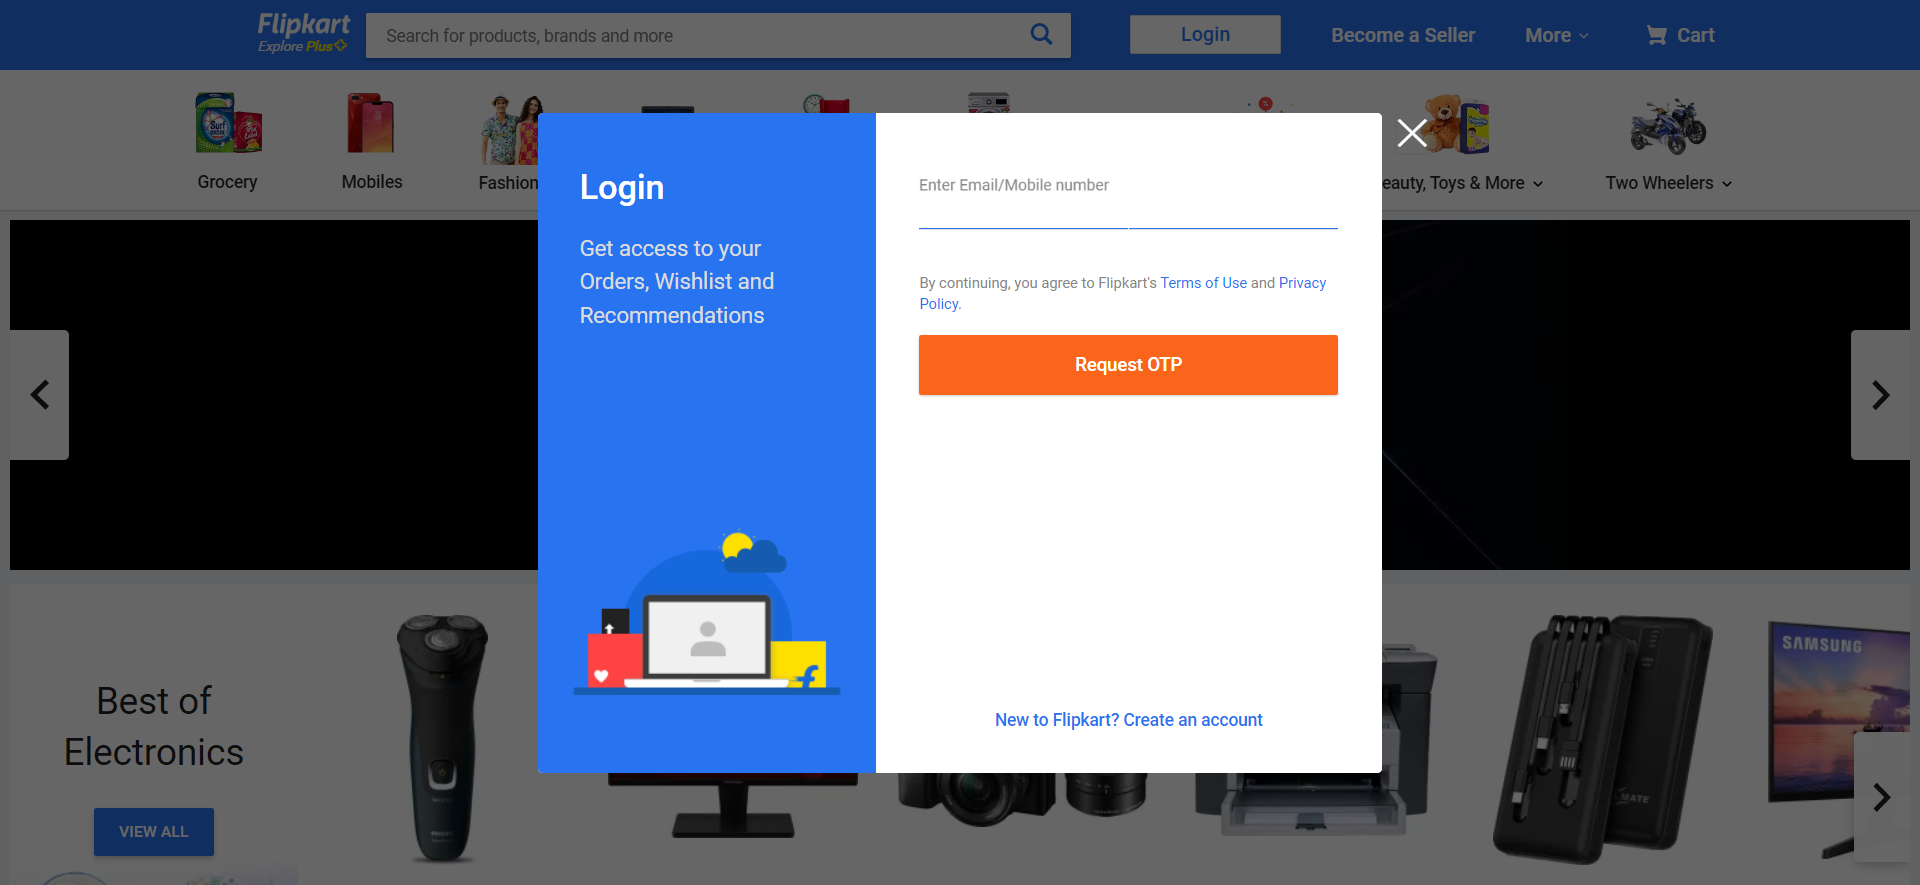 Flipkart
Explore Plus
Search for products, brands and more
Login
Become a Seller
More
Cart
Grocery
Mobiles
Fashion
eauty, Toys & More
Two Wheelers
Login
Get access to your
Orders, Wishlist and
Recommendations
Enter Email/Mobile number
By continuing, you agree to Flipkart's Terms of Use and Privacy
Policy.
Request OTP
New to Flipkart? Create an account
Best of
Electronics
VIEW ALL
SAMSUNG
PHILIPS
Surf